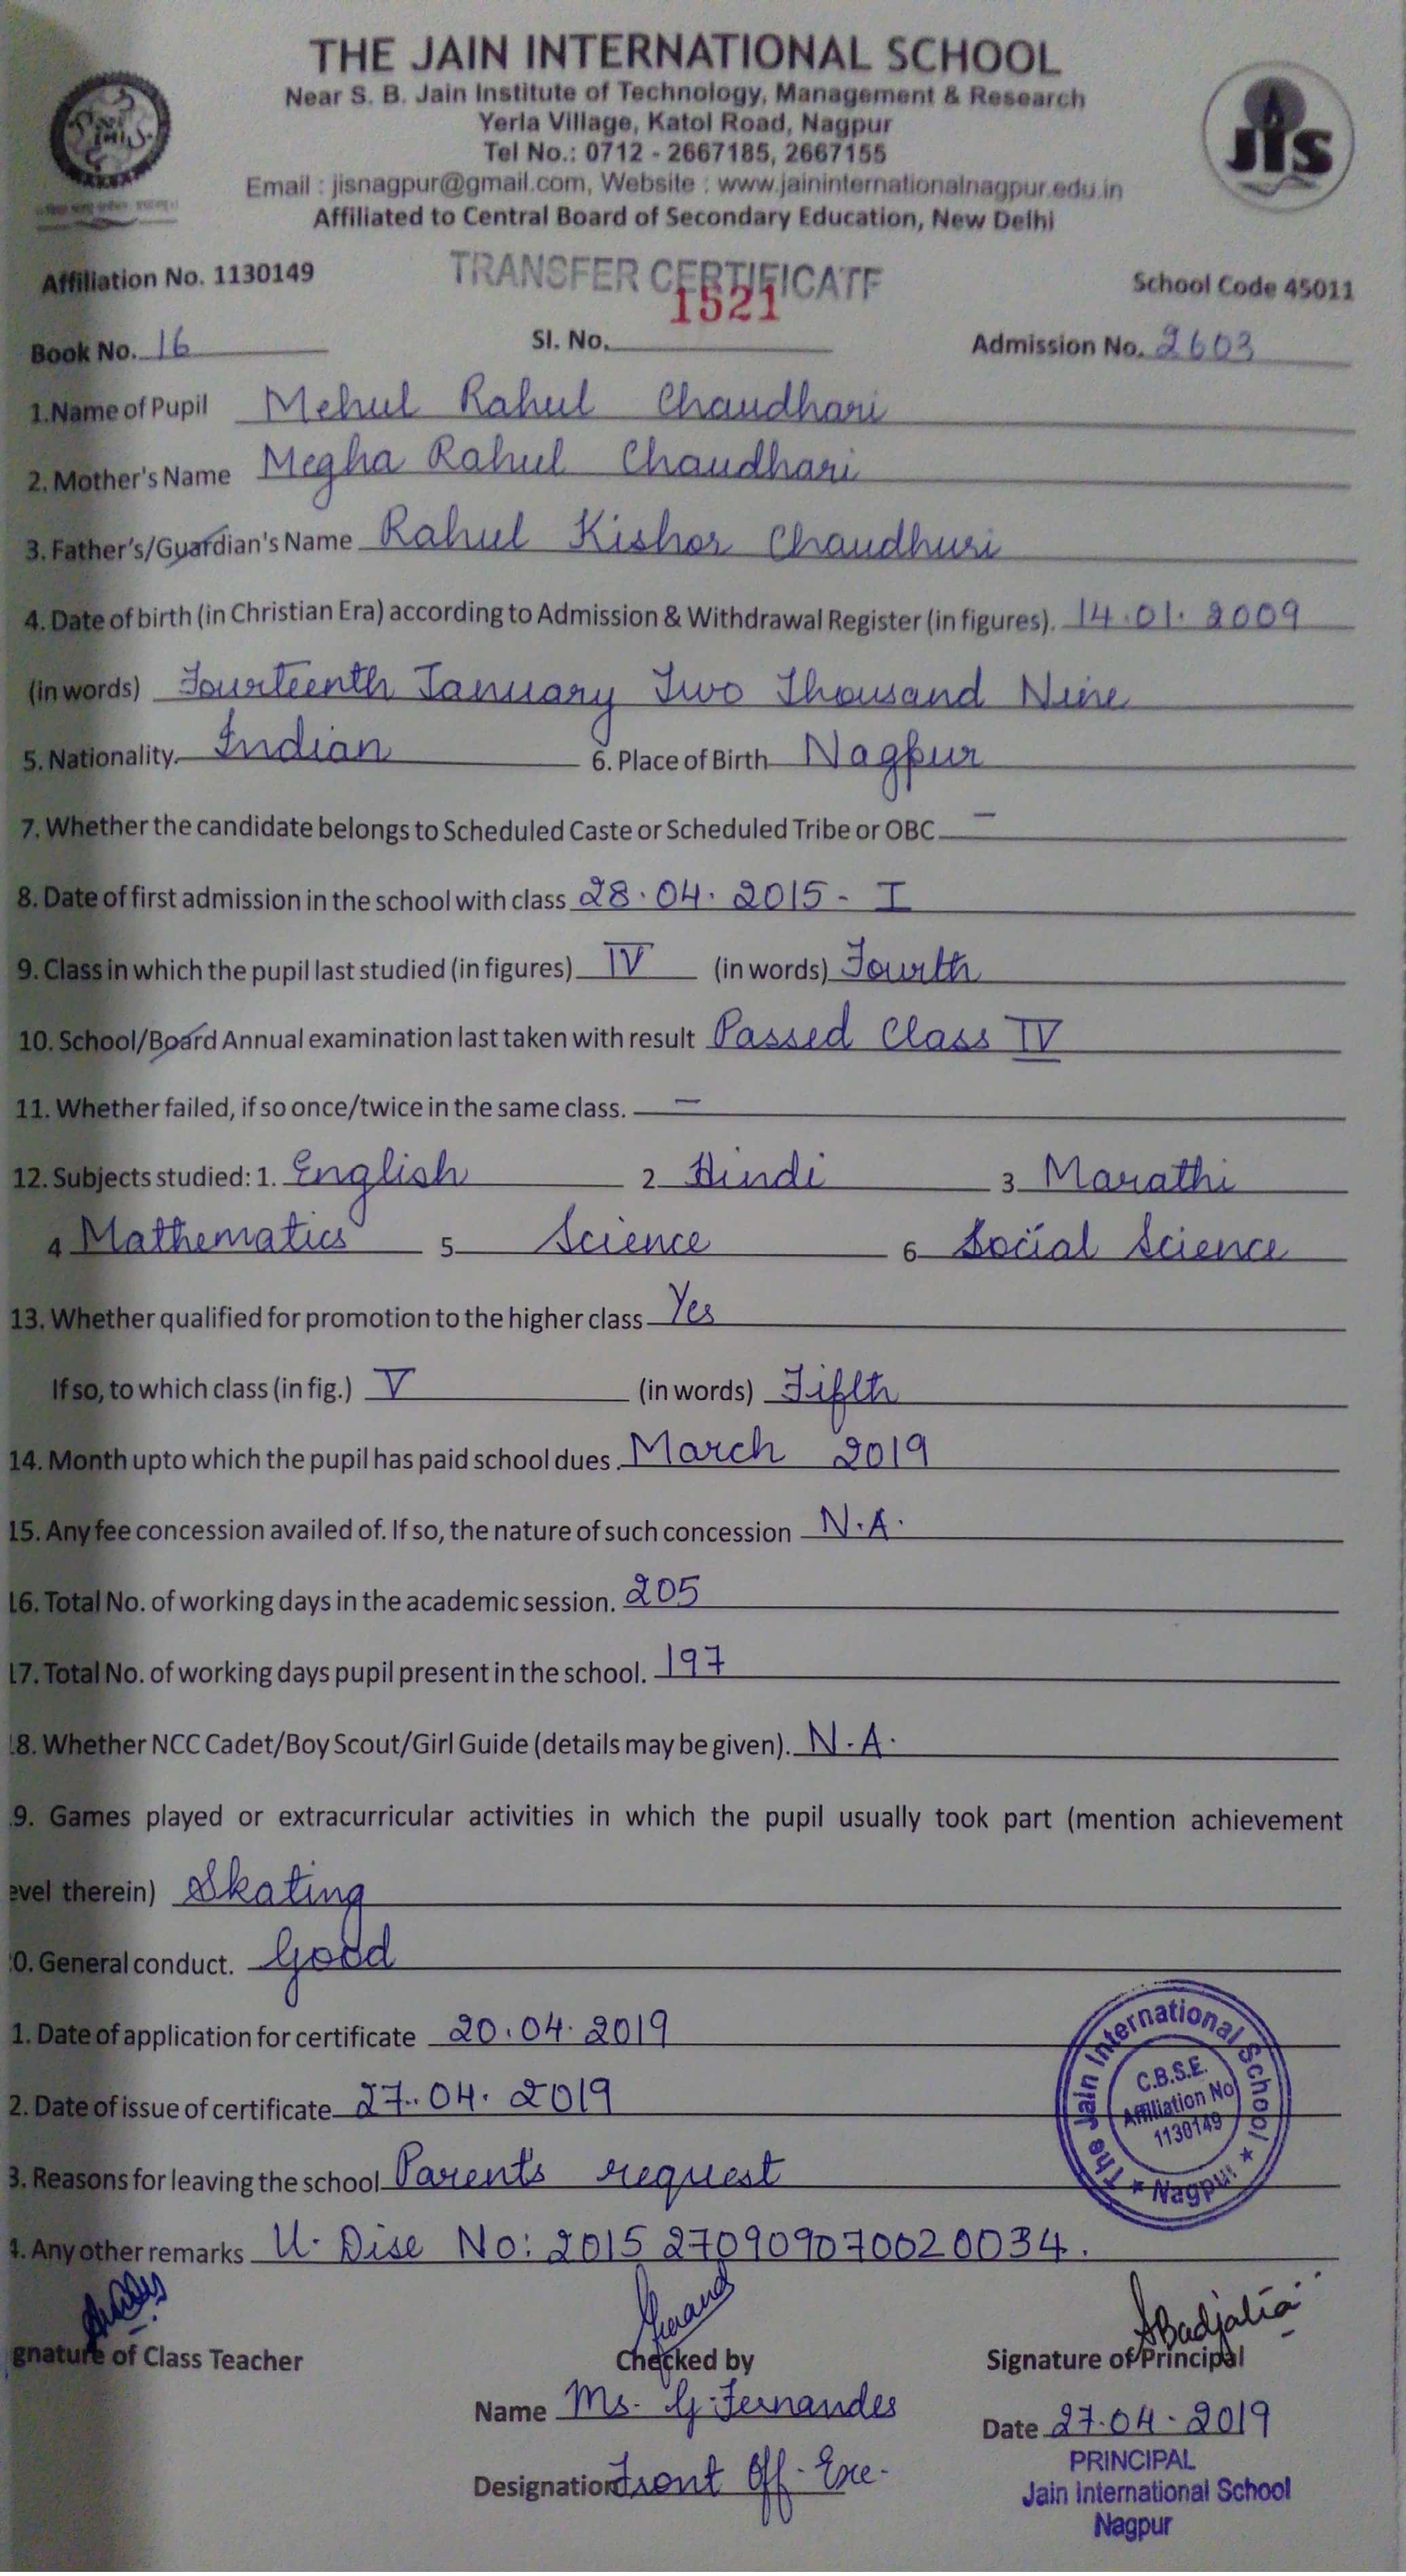 THE JAIN INTERNATIONAL SCHOOL
Near S. B. Jain Institute of Technology, Management & Research
Yerla Village, Katol Road, Nagpur
Tel No.: 0712 - 2667185, 2667155
Email : jisnagpur@gmail.com, Website : www.jaininternationalnagpur.edu.in
Affiliated to Central Board of Secondary Education, New Delhi
jis
Affiliation No. 1130149 TRANSFER CERTIFICATE School Code 45011
1521
Book No. 16 Sl. No. Admission No. 2603
1.Name of Pupil Mehul Rahul Chaudhari
2. Mother's Name Megha Rahul Chaudhari
3. Father's/Guardian's Name Rahul Kishor Chaudhuri
4. Date of birth (in Christian Era) according to Admission & Withdrawal Register (in figures). 14.01.2009
(in words) Fourteenth January Two Thousand Nine
5. Nationality. Indian 6. Place of Birth Nagpur
7. Whether the candidate belongs to Scheduled Caste or Scheduled Tribe or OBC –
8. Date of first admission in the school with class 28.04.2015 - I
9. Class in which the pupil last studied (in figures) IV (in words) Fourth
10. School/Board Annual examination last taken with result Passed Class IV
11. Whether failed, if so once/twice in the same class. –
12. Subjects studied: 1. English 2 Hindi 3 Marathi
4 Mathematics 5 Science 6 Social Science
13. Whether qualified for promotion to the higher class Yes
If so, to which class (in fig.) V (in words) Fifth
14. Month upto which the pupil has paid school dues. March 2019
15. Any fee concession availed of. If so, the nature of such concession N.A.
16. Total No. of working days in the academic session. 205
17. Total No. of working days pupil present in the school. 197
8. Whether NCC Cadet/Boy Scout/Girl Guide (details may be given). N.A.
9. Games played or extracurricular activities in which the pupil usually took part (mention achievement
evel therein) Skating
0. General conduct. Good
1. Date of application for certificate 20.04.2019
2. Date of issue of certificate 27.04.2019
3. Reasons for leaving the school Parent's request
4. Any other remarks U. Dise No: 2015 270909070020034.
The Jain International School ★ Nagpur ★
C.B.S.E.
Affiliation No
1130149
gnature of Class Teacher Checked by Signature of Principal
Name Ms. G. Fernandes Date 27.04.2019
Designation Front Off. Exe.
PRINCIPAL
Jain International School
Nagpur